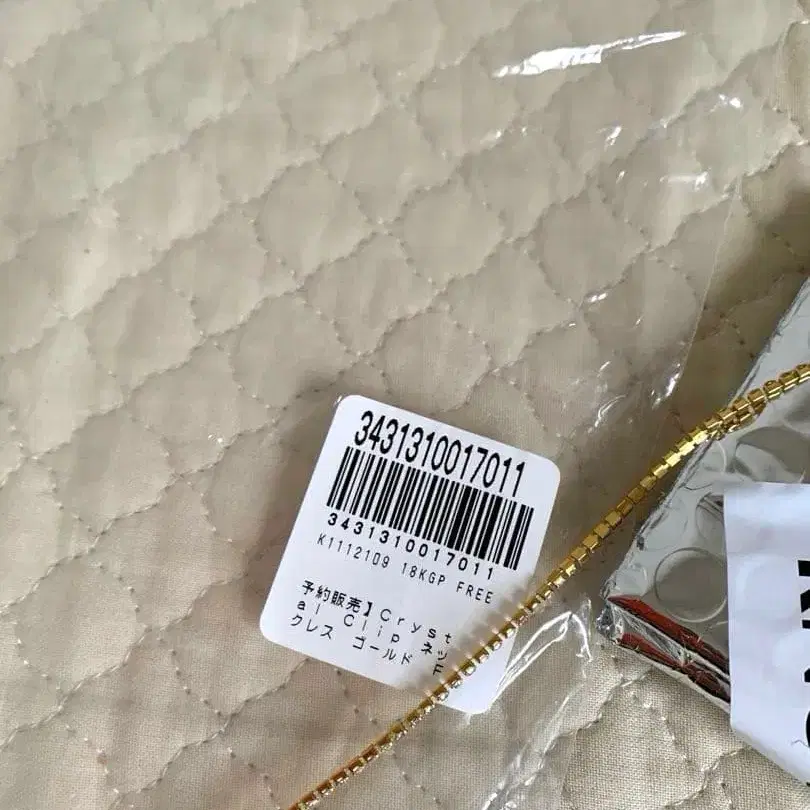 3431310017011
3431310017011
K1112109 18KGP FREE
予約販売】Cryst
al Clip ネッ
クレス ゴールド F